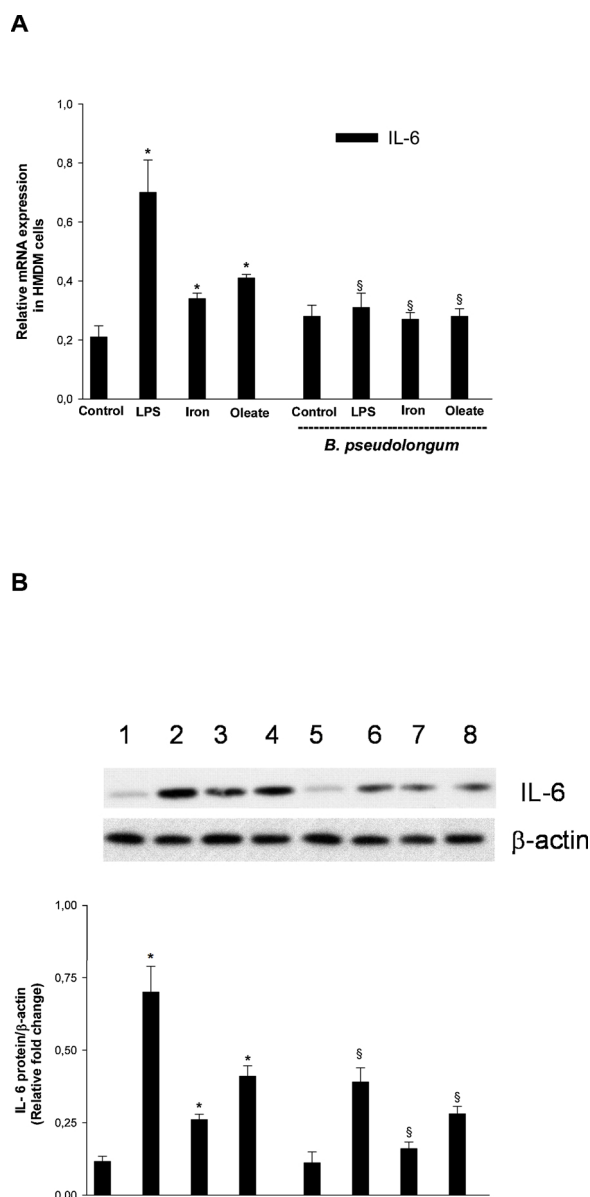 A
1,0
0,8
0,6
0,4
0,2
0,0
Relative mRNA expression
in HMDM cells
IL-6
*
*
*
§
§
§
Control LPS Iron Oleate Control LPS Iron Oleate
B. pseudolongum
B
1 2 3 4 5 6 7 8
IL-6
β-actin
1,00
0,75
0,50
0,25
0,00
IL- 6 protein/β-actin
(Relative fold change)
*
*
*
§
§
§